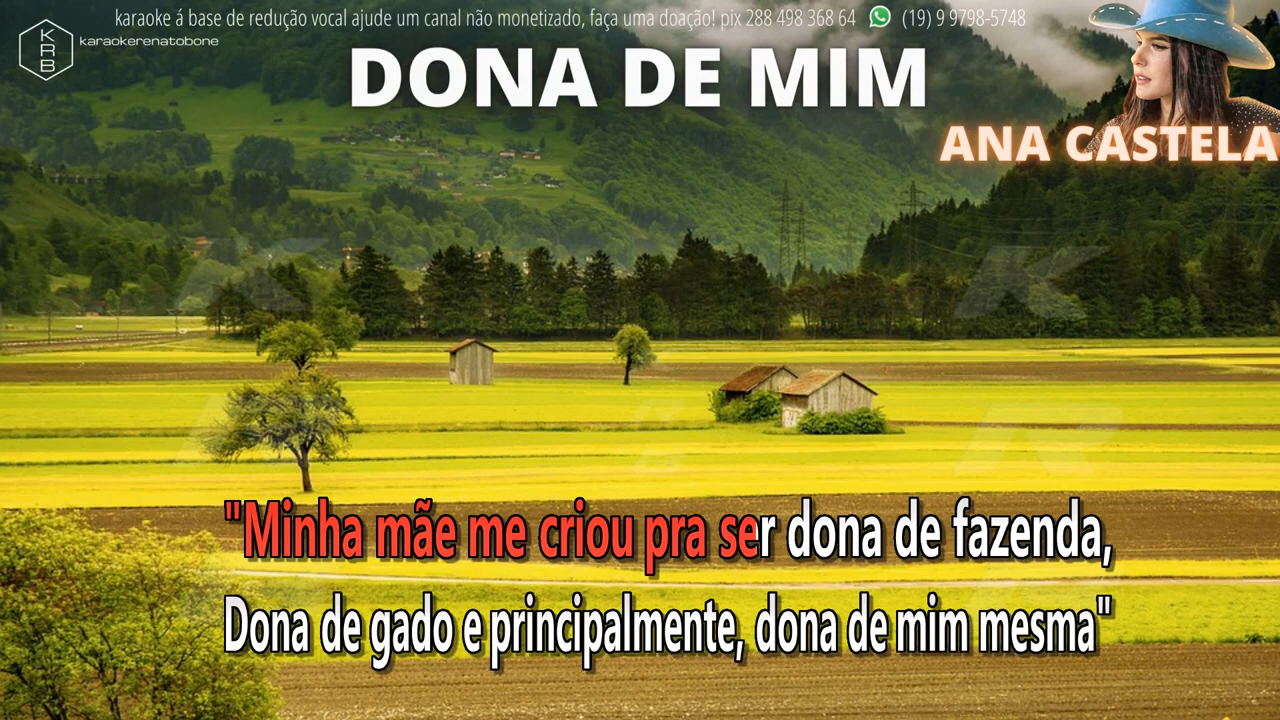 karaoke á base de redução vocal ajude um canal não monetizado, faça uma doação! pix 288 498 368 64 (19) 9 9798-5748
KRB
karaokerenatobone
DONA DE MIM
ANA CASTELA
"Minha mãe me criou pra ser dona de fazenda,
Dona de gado e principalmente, dona de mim mesma"